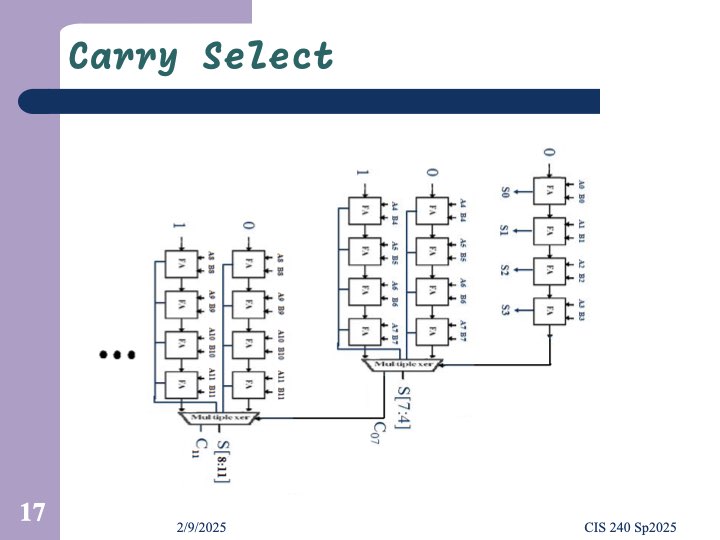 Carry Select
0
A0 B0
FA
S0
A1 B1
FA
S1
A2 B2
FA
S2
A3 B3
FA
S3
1
0
A4 B4
A4 B4
FA
FA
A5 B5
A5 B5
FA
FA
A6 B6
A6 B6
FA
FA
A7 B7
A7 B7
FA
FA
Multiplexer
S[7:4]
C07
1
0
A8 B8
A8 B8
FA
FA
A9 B9
A9 B9
FA
FA
A10 B10
A10 B10
FA
FA
A11 B11
A11 B11
FA
FA
Multiplexer
C11
S[8:11]
...
17
2/9/2025
CIS 240 Sp2025